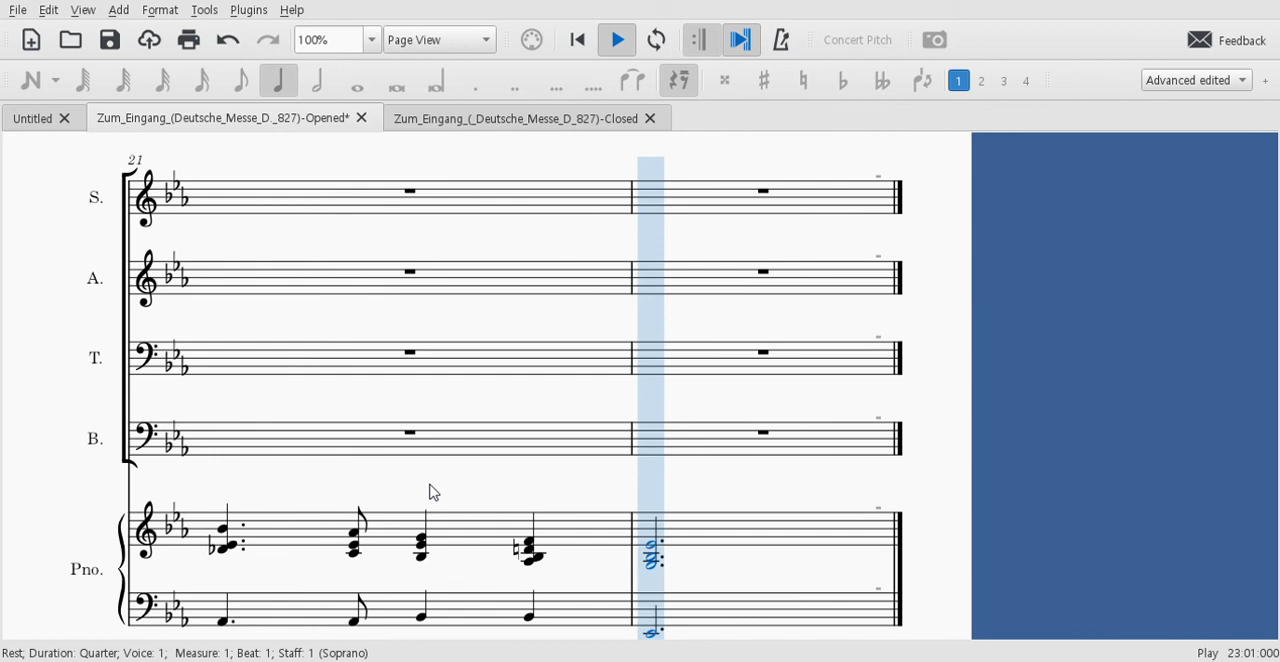 File Edit View Add Format Tools Plugins Help
100% Page View Concert Pitch Feedback
1 2 3 4 Advanced edited +
Untitled Zum_Eingang_(Deutsche_Messe_D._827)-Opened* Zum_Eingang_(_Deutsche_Messe_D_827)-Closed
21
S.
A.
T.
B.
Pno.
Rest, Duration: Quarter, Voice: 1; Measure: 1; Beat: 1; Staff: 1 (Soprano) Play 23:01:000